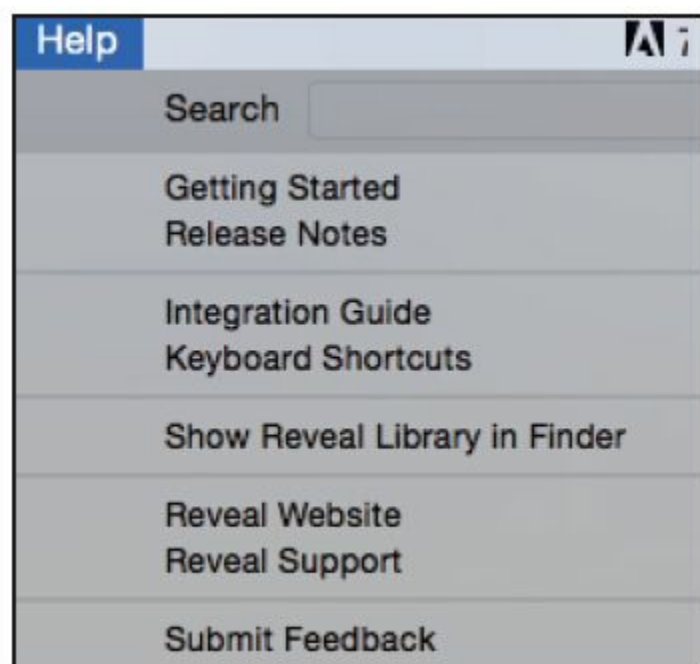 Help
Search
Getting Started
Release Notes
Integration Guide
Keyboard Shortcuts
Show Reveal Library in Finder
Reveal Website
Reveal Support
Submit Feedback